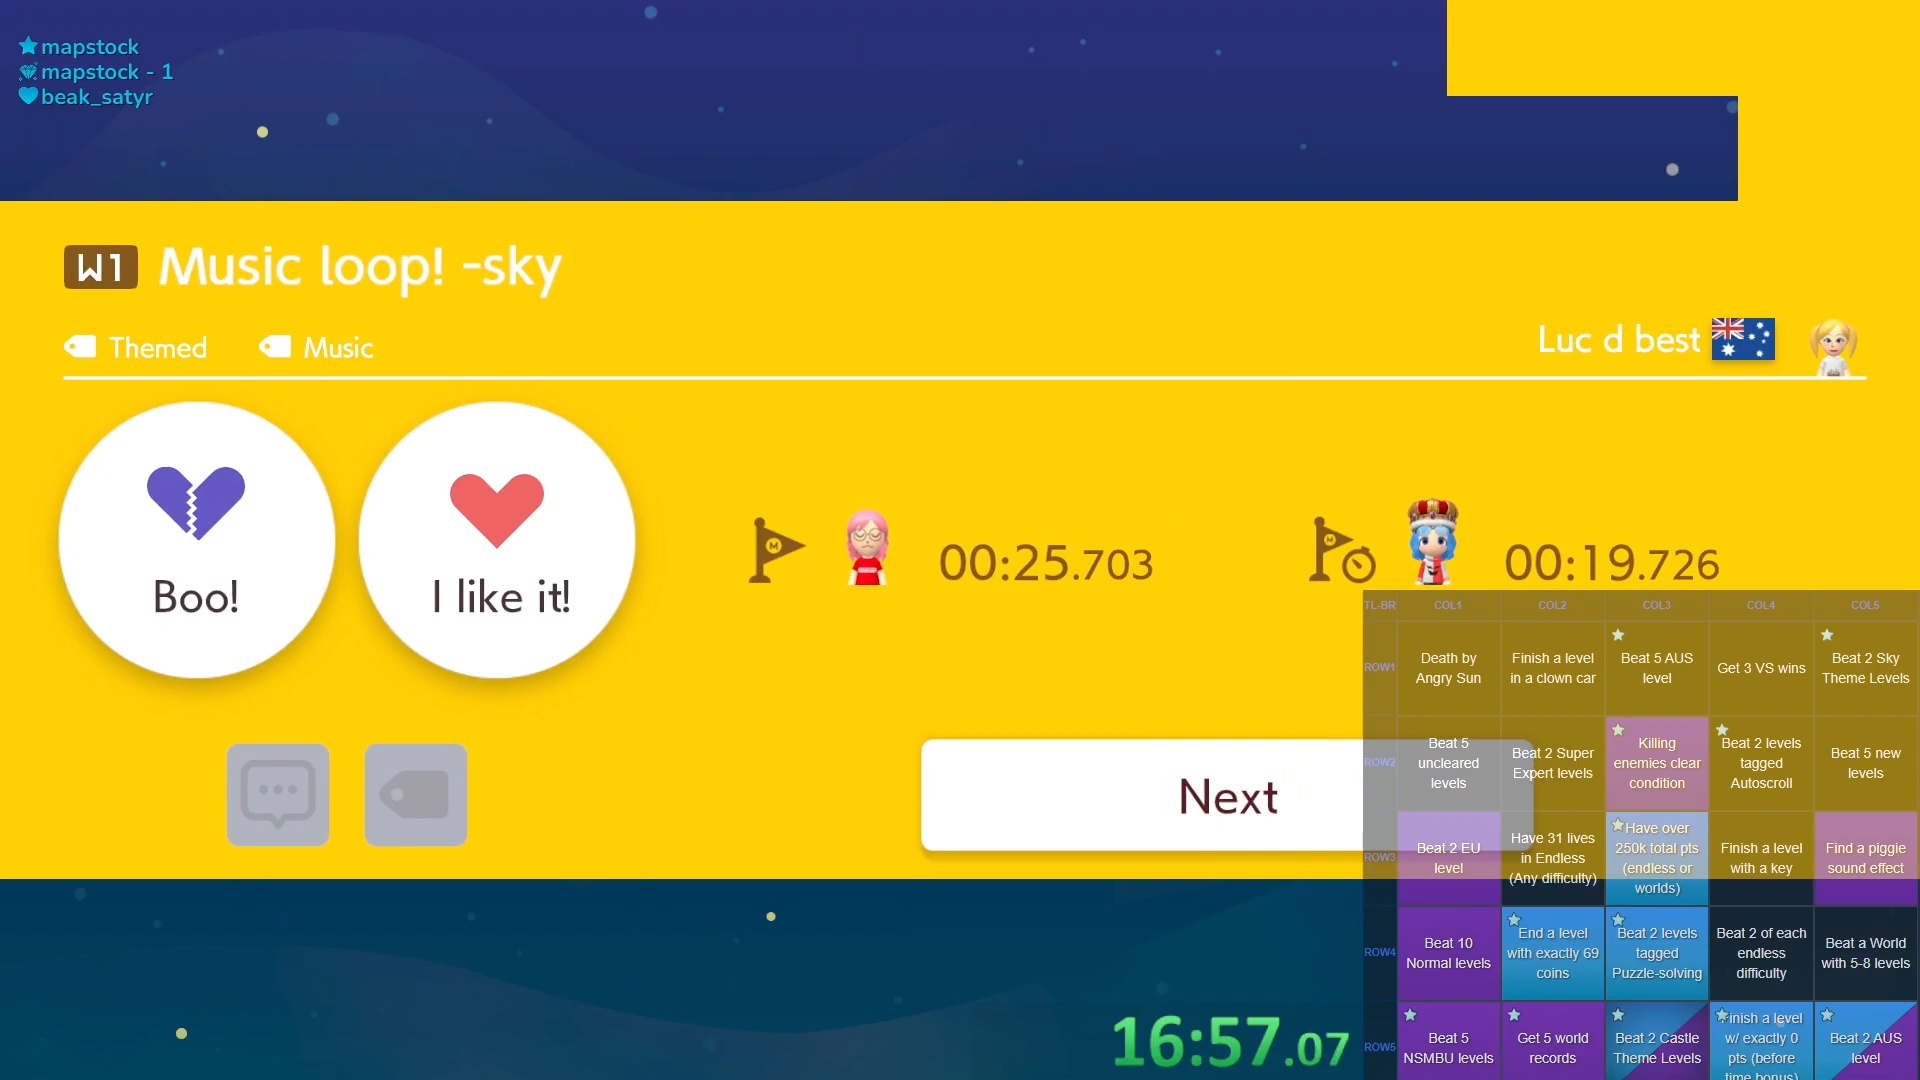 mapstock
mapstock - 1
beak_satyr
W1 Music loop! -sky
Themed Music
Luc d best
Boo!
I like it!
00:25.703
00:19.726
Next
16:57.07
TL-BR COL1 COL2 COL3 COL4 COL5
ROW1
Death by
Angry Sun
Finish a level
in a clown car
Beat 5 AUS
level
Get 3 VS wins
Beat 2 Sky
Theme Levels
ROW2
Beat 5
uncleared
levels
Beat 2 Super
Expert levels
Killing
enemies clear
condition
Beat 2 levels
tagged
Autoscroll
Beat 5 new
levels
ROW3
Beat 2 EU
level
Have 31 lives
in Endless
(Any difficulty)
Have over
250k total pts
(endless or
worlds)
Finish a level
with a key
Find a piggie
sound effect
ROW4
Beat 10
Normal levels
End a level
with exactly 69
coins
Beat 2 levels
tagged
Puzzle-solving
Beat 2 of each
endless
difficulty
Beat a World
with 5-8 levels
ROW5
Beat 5
NSMBU levels
Get 5 world
records
Beat 2 Castle
Theme Levels
Finish a level
w/ exactly 0
pts (before
time bonus)
Beat 2 AUS
level